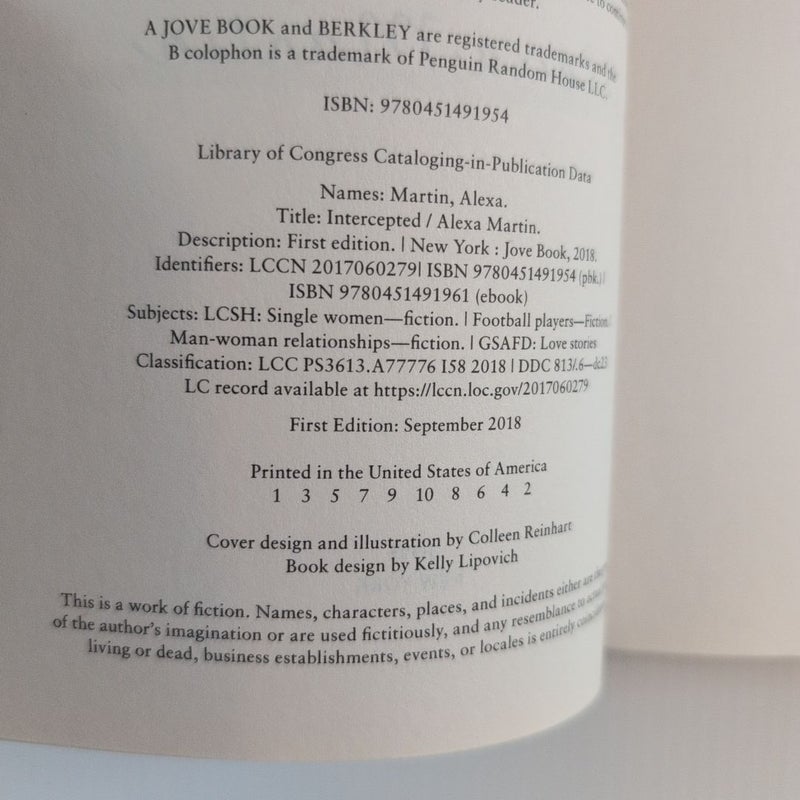 A JOVE BOOK and BERKLEY are registered trademarks and the
B colophon is a trademark of Penguin Random House LLC.
ISBN: 9780451491954
Library of Congress Cataloging-in-Publication Data
Names: Martin, Alexa.
Title: Intercepted / Alexa Martin.
Description: First edition. | New York : Jove Book, 2018.
Identifiers: LCCN 2017060279| ISBN 9780451491954 (pbk.) |
ISBN 9780451491961 (ebook)
Subjects: LCSH: Single women—fiction. | Football players—Fiction.
Man-woman relationships—fiction. | GSAFD: Love stories
Classification: LCC PS3613.A77776 I58 2018 | DDC 813/.6—dc23
LC record available at https://lccn.loc.gov/2017060279
First Edition: September 2018
Printed in the United States of America
1 3 5 7 9 10 8 6 4 2
Cover design and illustration by Colleen Reinhart
Book design by Kelly Lipovich
This is a work of fiction. Names, characters, places, and incidents either are
of the author's imagination or are used fictitiously, and any resemblance to
living or dead, business establishments, events, or locales is entirely